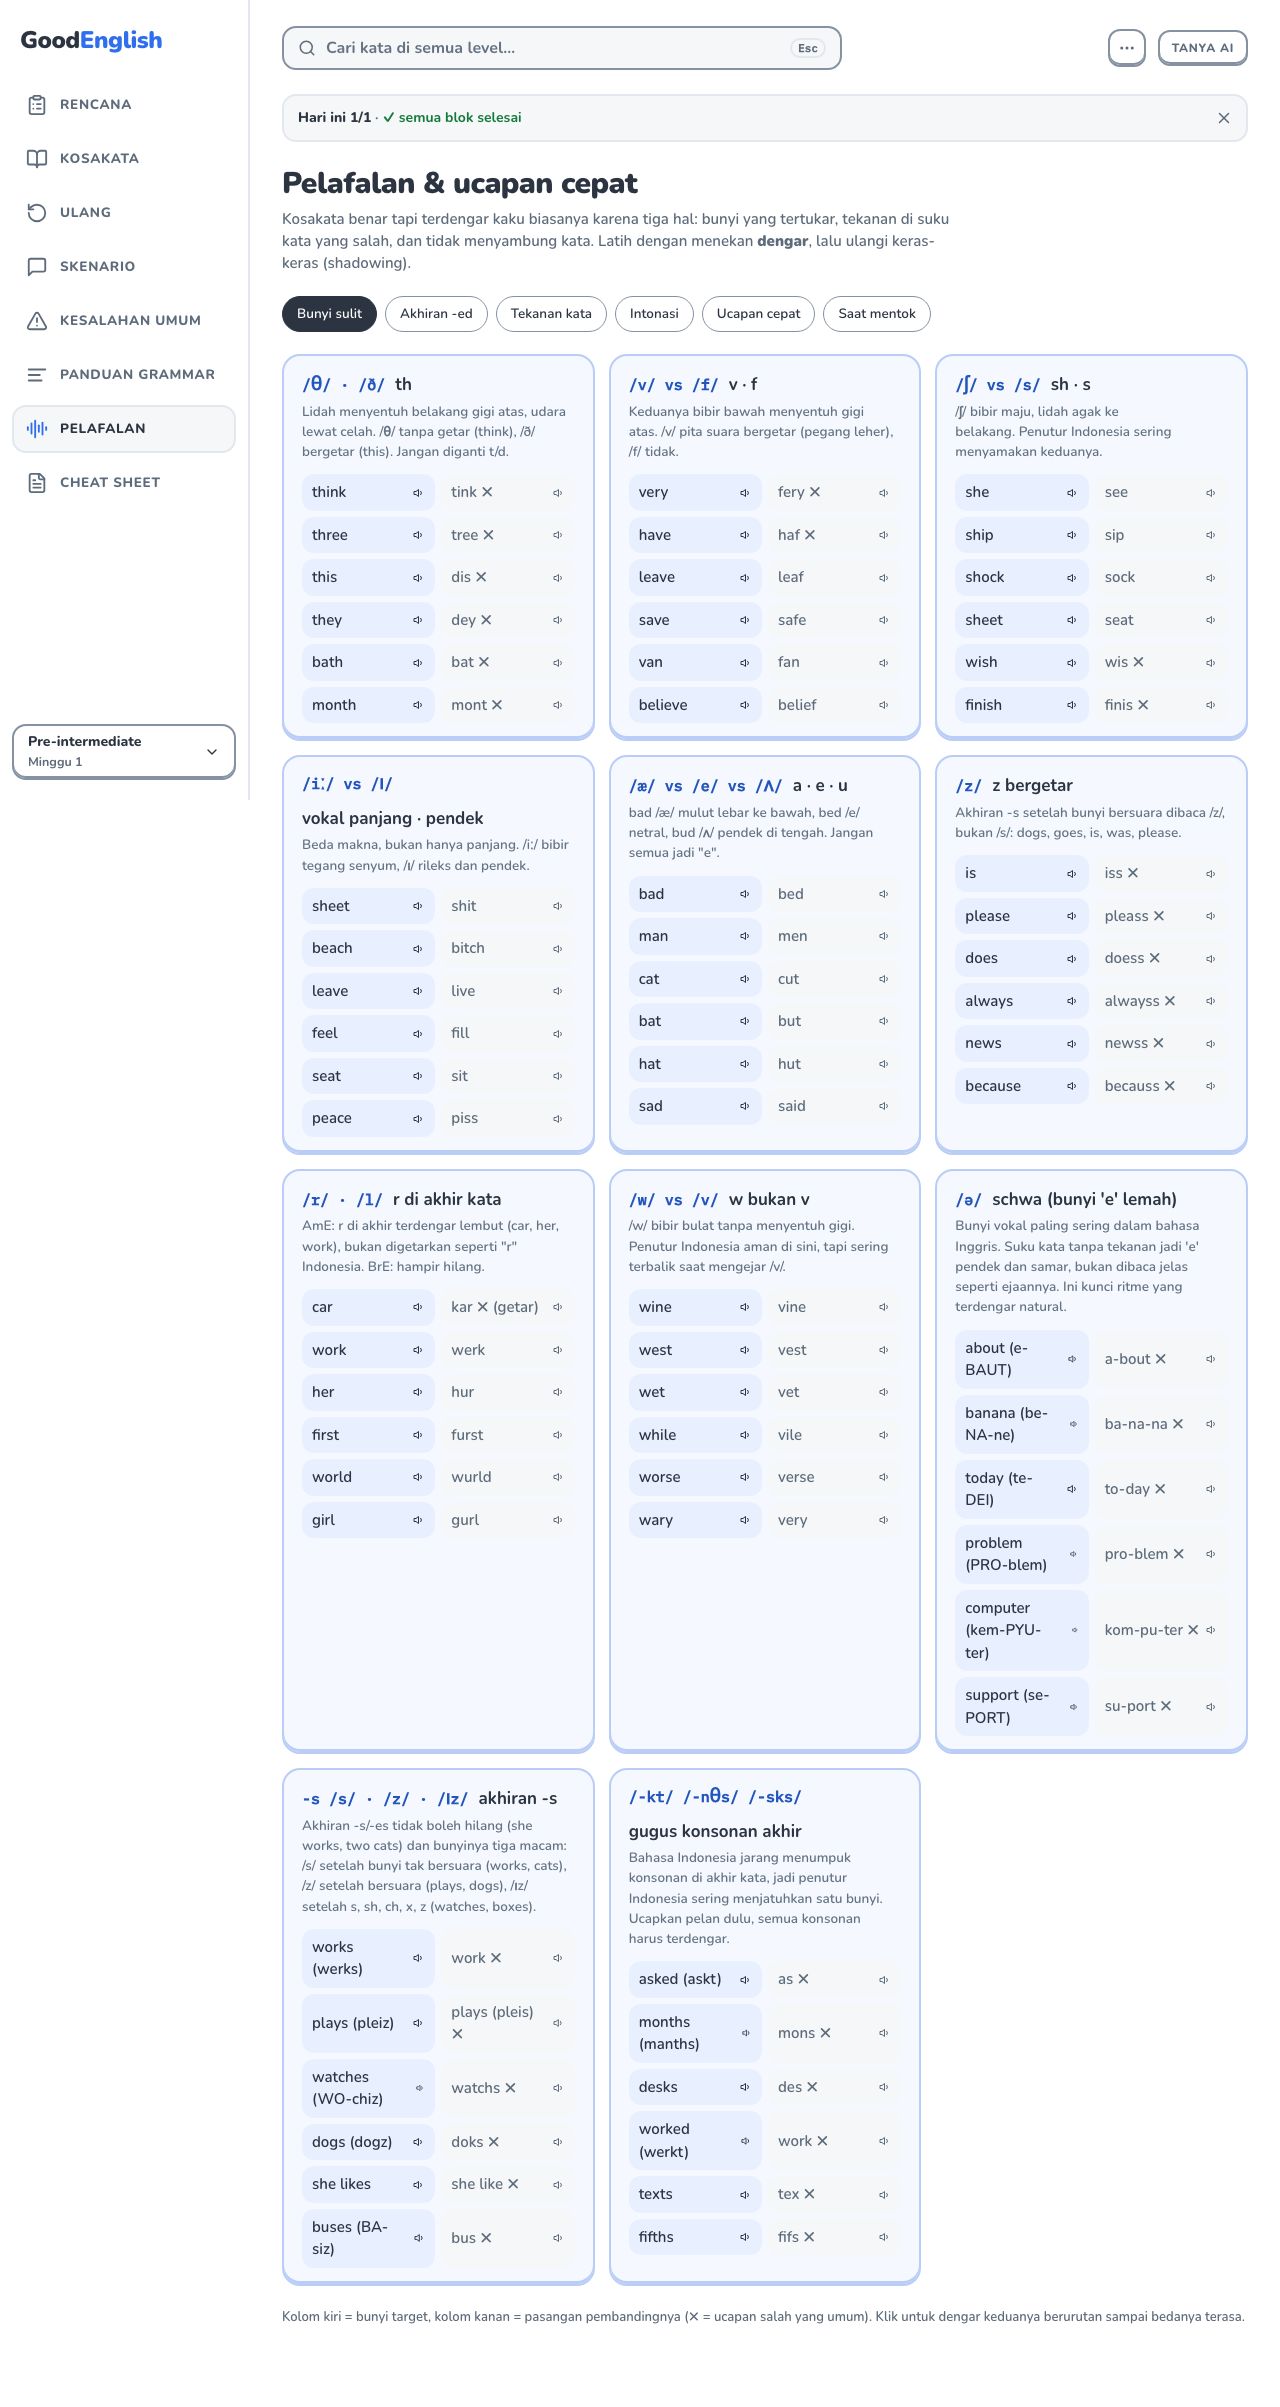 GoodEnglish
RENCANA
KOSAKATA
ULANG
SKENARIO
KESALAHAN UMUM
PANDUAN GRAMMAR
PELAFALAN
CHEAT SHEET
Pre-intermediate
Minggu 1
Cari kata di semua level...
Esc
TANYA AI
Hari ini 1/1 · ✓ semua blok selesai
Pelafalan & ucapan cepat
Kosakata benar tapi terdengar kaku biasanya karena tiga hal: bunyi yang tertukar, tekanan di suku
kata yang salah, dan tidak menyambung kata. Latih dengan menekan dengar, lalu ulangi keras-
keras (shadowing).
Bunyi sulit
Akhiran -ed
Tekanan kata
Intonasi
Ucapan cepat
Saat mentok
/θ/ · /ð/ th
Lidah menyentuh belakang gigi atas, udara
lewat celah. /θ/ tanpa getar (think), /ð/
bergetar (this). Jangan diganti t/d.
think tink ✕
three tree ✕
this dis ✕
they dey ✕
bath bat ✕
month mont ✕
/v/ vs /f/ v · f
Keduanya bibir bawah menyentuh gigi
atas. /v/ pita suara bergetar (pegang leher),
/f/ tidak.
very fery ✕
have haf ✕
leave leaf
save safe
van fan
believe belief
/ʃ/ vs /s/ sh · s
/ʃ/ bibir maju, lidah agak ke
belakang. Penutur Indonesia sering
menyamakan keduanya.
she see
ship sip
shock sock
sheet seat
wish wis ✕
finish finis ✕
/iː/ vs /ɪ/
vokal panjang · pendek
Beda makna, bukan hanya panjang. /iː/ bibir
tegang senyum, /ɪ/ rileks dan pendek.
sheet shit
beach bitch
leave live
feel fill
seat sit
peace piss
/æ/ vs /e/ vs /ʌ/ a · e · u
bad /æ/ mulut lebar ke bawah, bed /e/
netral, bud /ʌ/ pendek di tengah. Jangan
semua jadi "e".
bad bed
man men
cat cut
bat but
hat hut
sad said
/z/ z bergetar
Akhiran -s setelah bunyi bersuara dibaca /z/,
bukan /s/: dogs, goes, is, was, please.
is iss ✕
please pleass ✕
does doess ✕
always alwayss ✕
news newss ✕
because becauss ✕
/r/ · /l/ r di akhir kata
AmE: r di akhir terdengar lembut (car, her,
work), bukan digetarkan seperti "r"
Indonesia. BrE: hampir hilang.
car kar ✕ (getar)
work werk
her hur
first furst
world wurld
girl gurl
/w/ vs /v/ w bukan v
/w/ bibir bulat tanpa menyentuh gigi.
Penutur Indonesia aman di sini, tapi sering
terbalik saat mengejar /v/.
wine vine
west vest
wet vet
while vile
worse verse
wary very
/ə/ schwa (bunyi 'e' lemah)
Bunyi vokal paling sering dalam bahasa
Inggris. Suku kata tanpa tekanan jadi 'e'
pendek dan samar, bukan dibaca jelas
seperti ejaannya. Ini kunci ritme yang
terdengar natural.
about (e-
BAUT)
a-bout ✕
banana (be-
NA-ne)
ba-na-na ✕
today (te-
DEI)
to-day ✕
problem
(PRO-blem)
pro-blem ✕
computer
(kem-PYU-
ter)
kom-pu-ter ✕
support (se-
PORT)
su-port ✕
-s /s/ · /z/ · /ɪz/ akhiran -s
Akhiran -s/-es tidak boleh hilang (she
works, two cats) dan bunyinya tiga macam:
/s/ setelah bunyi tak bersuara (works, cats),
/z/ setelah bersuara (plays, dogs), /ɪz/
setelah s, sh, ch, x, z (watches, boxes).
works
(werks)
work ✕
plays (pleiz)
plays (pleis)
✕
watches
(WO-chiz)
watchs ✕
dogs (dogz) doks ✕
she likes she like ✕
buses (BA-
siz)
bus ✕
/-kt/ /-nθs/ /-sks/
gugus konsonan akhir
Bahasa Indonesia jarang menumpuk
konsonan di akhir kata, jadi penutur
Indonesia sering menjatuhkan satu bunyi.
Ucapkan pelan dulu, semua konsonan
harus terdengar.
asked (askt) as ✕
months
(manths)
mons ✕
desks des ✕
worked
(werkt)
work ✕
texts tex ✕
fifths fifs ✕
Kolom kiri = bunyi target, kolom kanan = pasangan pembandingnya (✕ = ucapan salah yang umum). Klik untuk dengar keduanya berurutan sampai bedanya terasa.